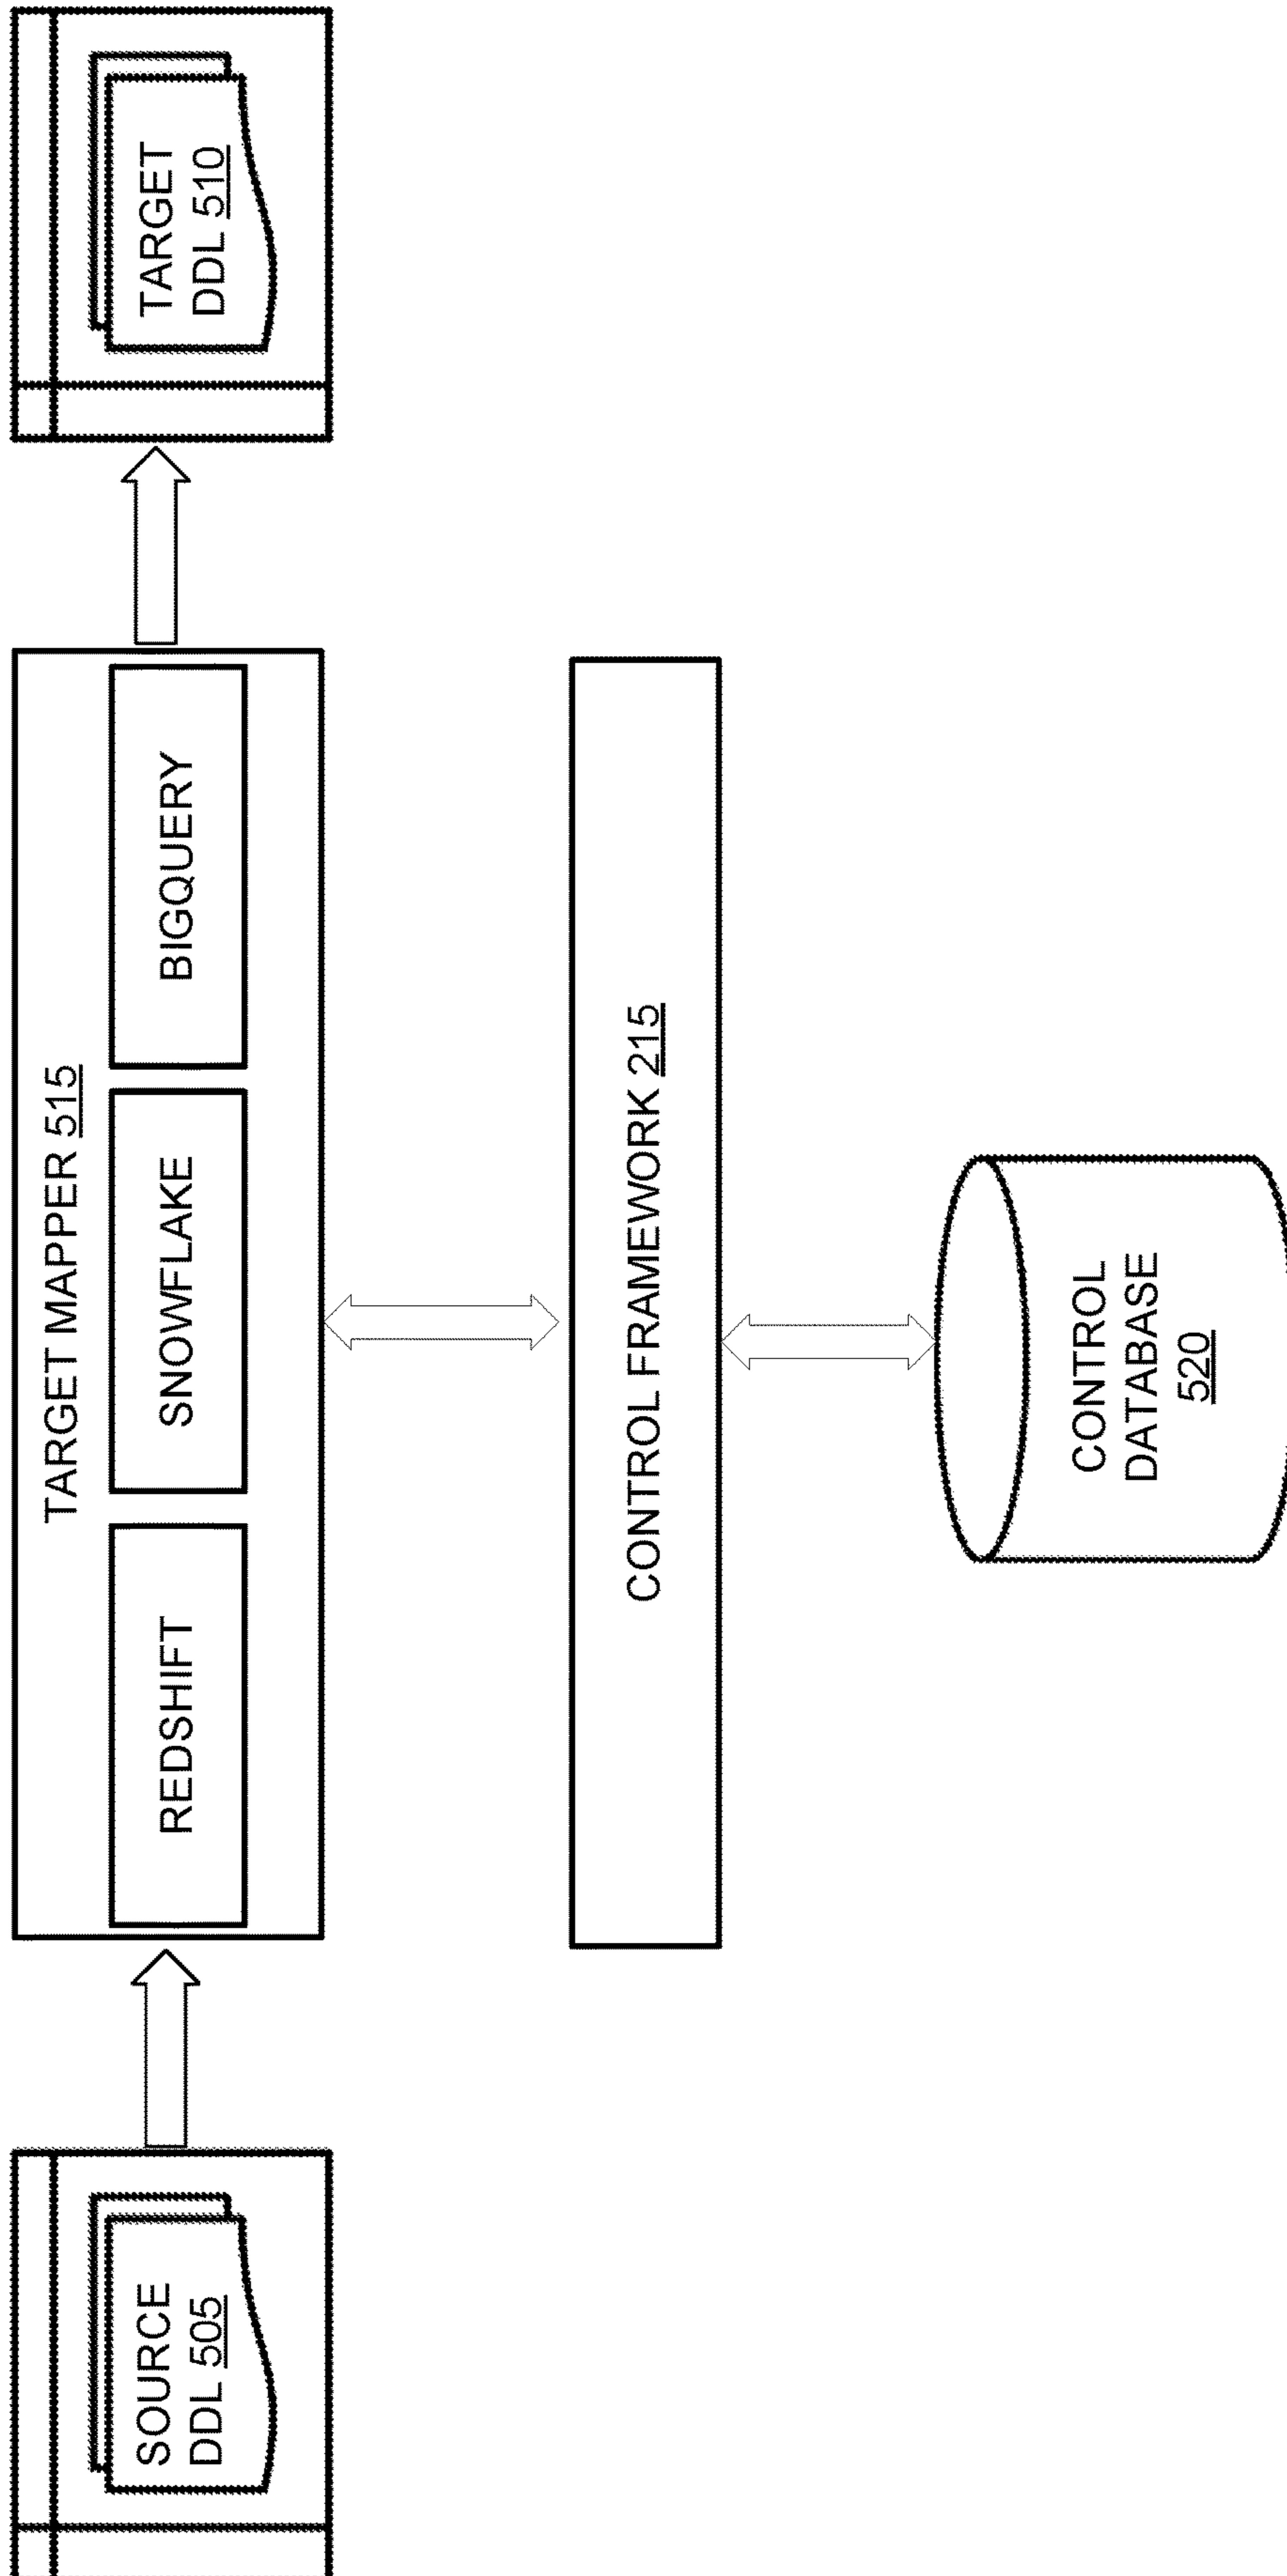 SOURCE
DDL 505
TARGET MAPPER 515
REDSHIFT
SNOWFLAKE
BIGQUERY
TARGET
DDL 510
CONTROL FRAMEWORK 215
CONTROL
DATABASE
520